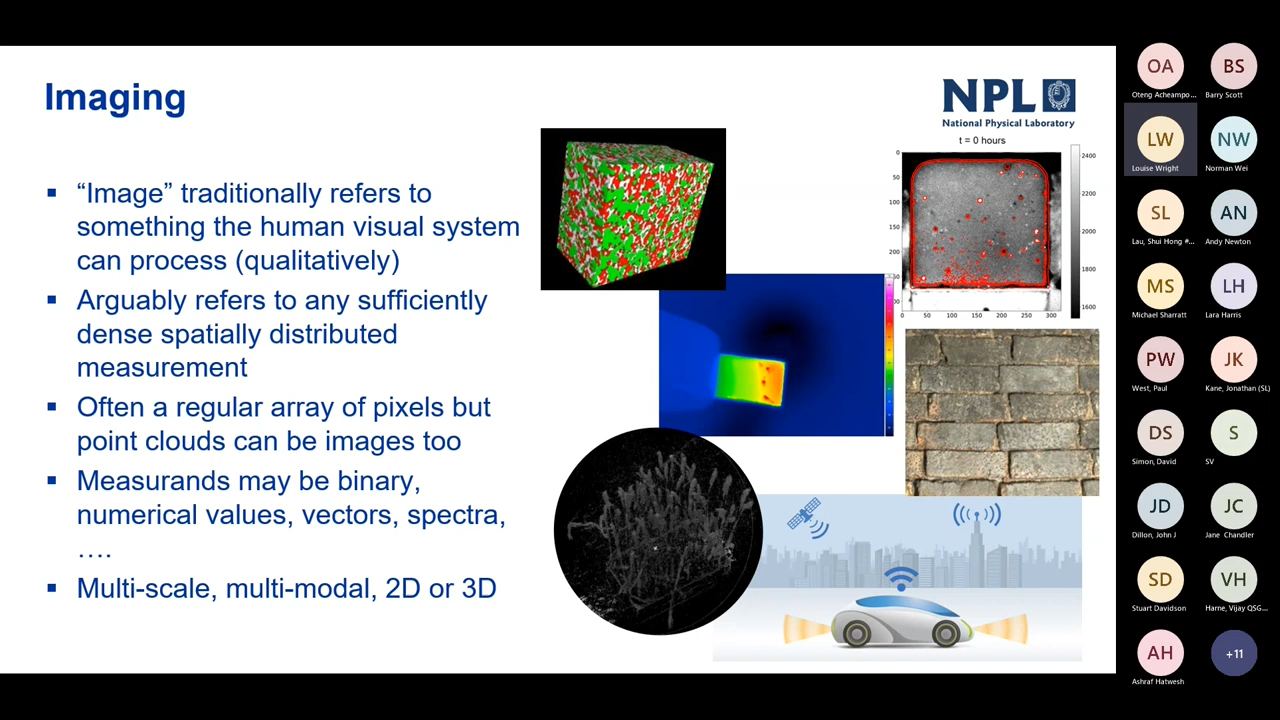 Imaging
NPL
National Physical Laboratory
▪ “Image” traditionally refers to
something the human visual system
can process (qualitatively)
▪ Arguably refers to any sufficiently
dense spatially distributed
measurement
▪ Often a regular array of pixels but
point clouds can be images too
▪ Measurands may be binary,
numerical values, vectors, spectra,
….
▪ Multi-scale, multi-modal, 2D or 3D
t = 0 hours
0
50
100
150
200
250
0 50 100 150 200 250 300
2400
2200
2000
1800
1600
OA BS
Oteng Acheampo... Barry Scott
LW NW
Louise Wright Norman Wei
SL AN
Lau, Shui Hong #... Andy Newton
MS LH
Michael Sharratt Lara Harris
PW JK
West, Paul Kane, Jonathan (SL)
DS S
Simon, David SV
JD JC
Dillon, John J Jane Chandler
SD VH
Stuart Davidson Harne, Vijay QSG...
AH +11
Ashraf Hatwesh